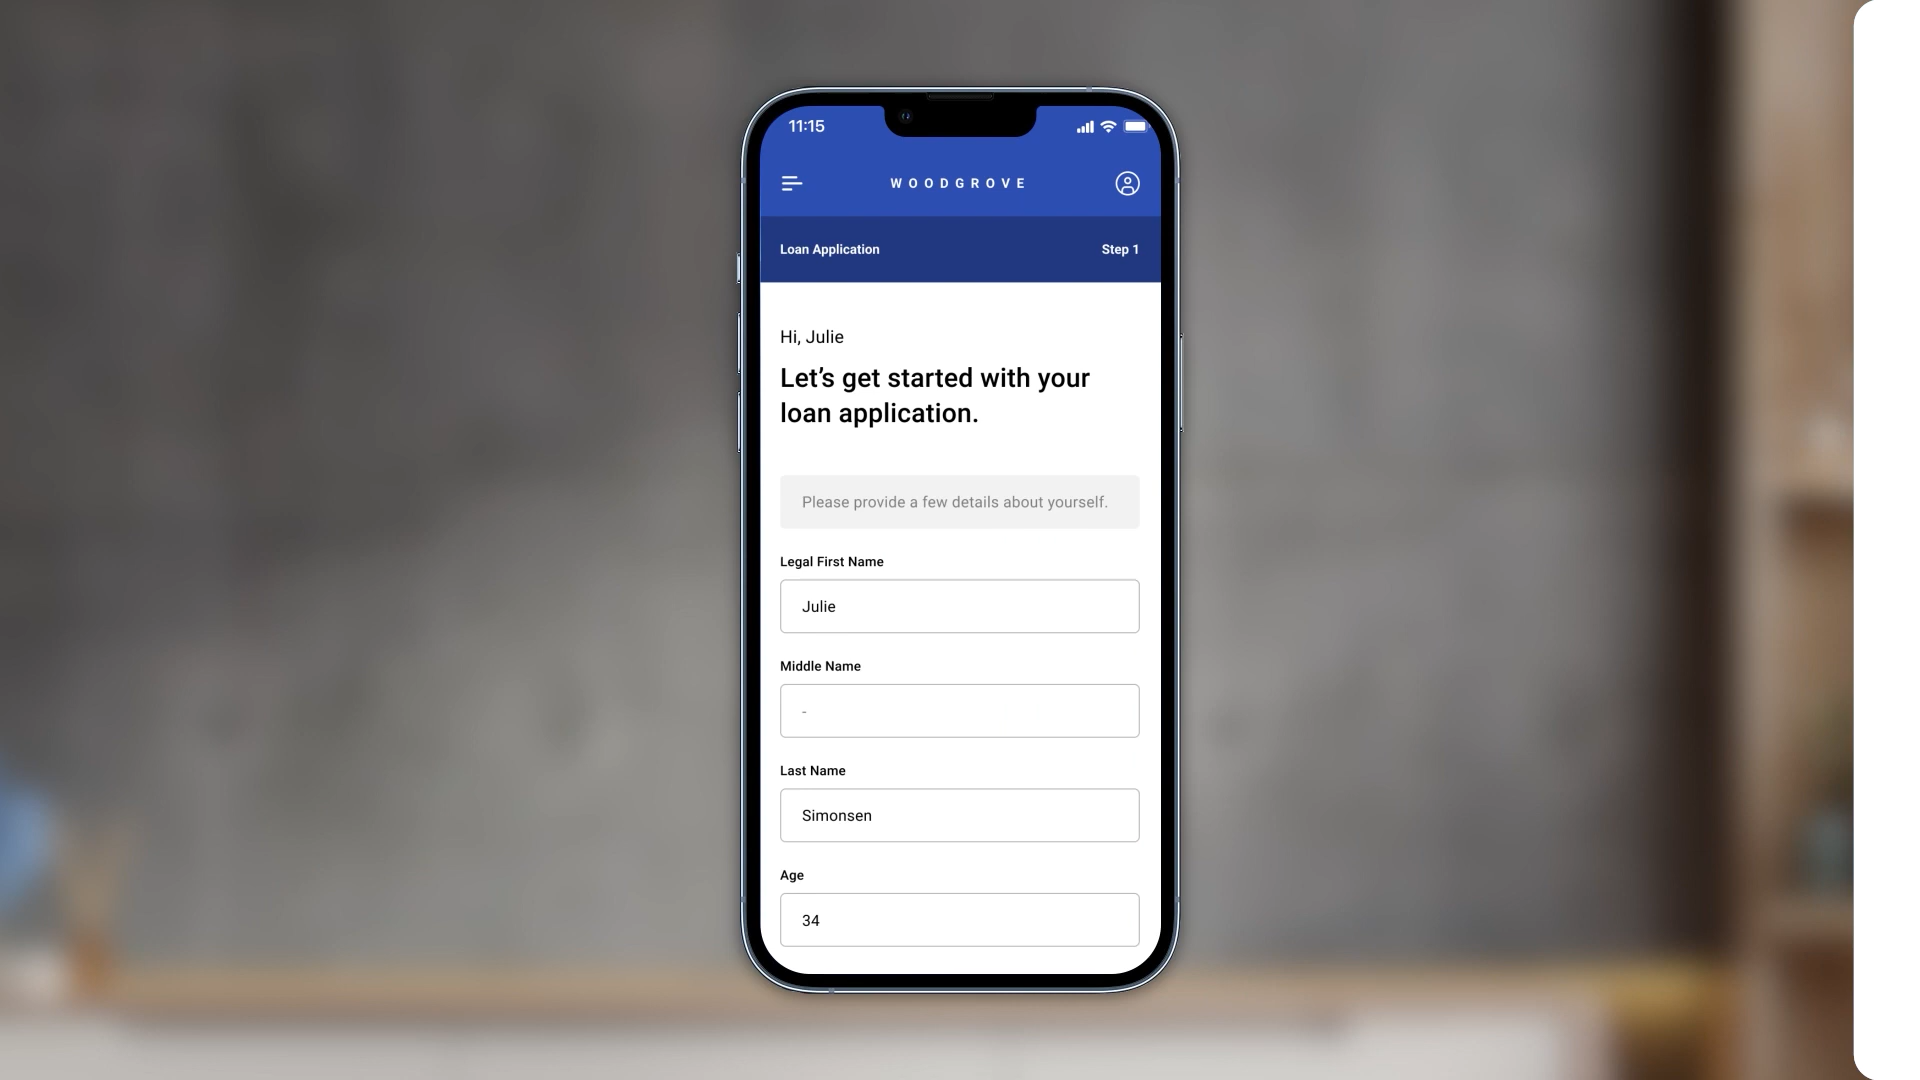 11:15
WOODGROVE
Loan Application Step 1
Hi, Julie
Let’s get started with your
loan application.
Please provide a few details about yourself.
Legal First Name
Julie
Middle Name
-
Last Name
Simonsen
Age
34